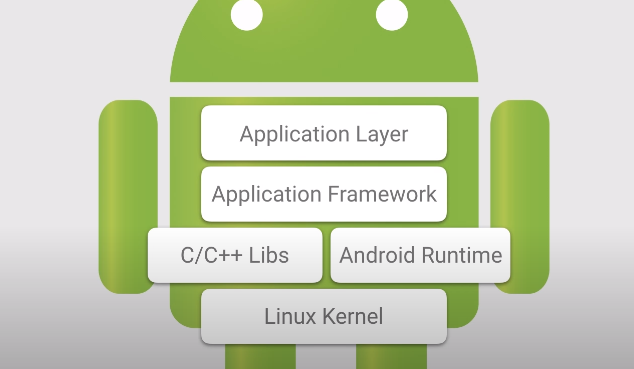 Application Layer
Application Framework
C/C++ Libs
Android Runtime
Linux Kernel